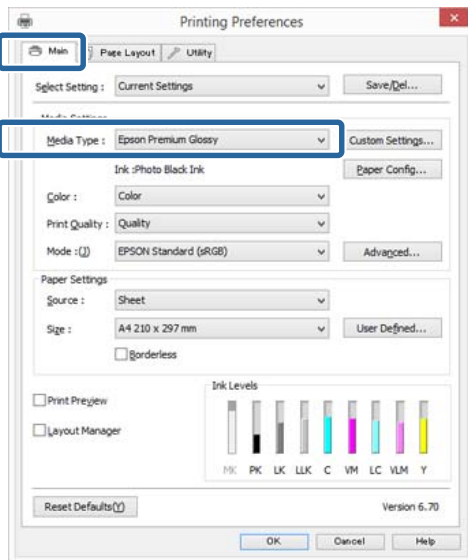 Printing Preferences
Main Page Layout Utility
Select Setting : Current Settings Save/Del...
Media Settings
Media Type : Epson Premium Glossy Custom Settings...
Ink :Photo Black Ink Paper Config...
Color : Color
Print Quality : Quality
Mode :(J) EPSON Standard (sRGB) Advanced...
Paper Settings
Source : Sheet
Size : A4 210 x 297 mm User Defined...
Borderless
Print Preview
Layout Manager
Ink Levels
MK PK LK LLK C VM LC VLM Y
Reset Defaults(Y) Version 6.70
OK Cancel Help